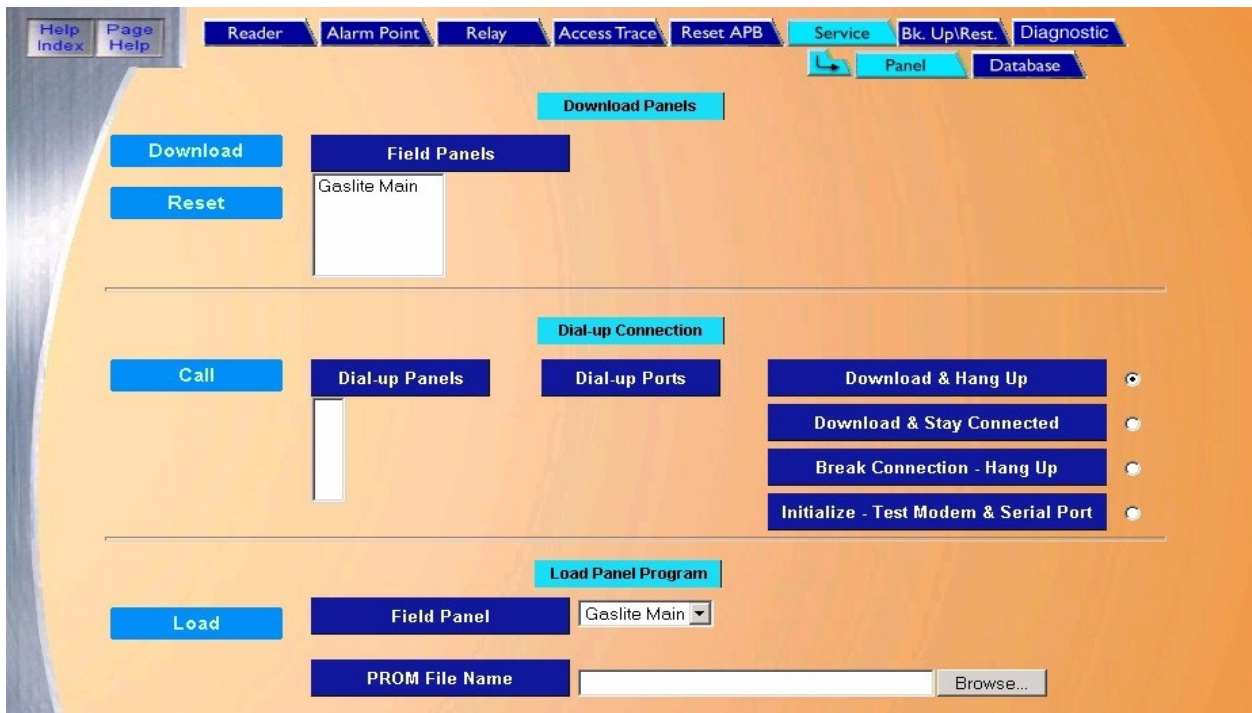 Help Index
Page Help
Reader
Alarm Point
Relay
Access Trace
Reset APB
Service
Bk. Up\Rest.
Diagnostic
Panel
Database
Download Panels
Download
Field Panels
Reset
Gaslite Main
Dial-up Connection
Call
Dial-up Panels
Dial-up Ports
Download & Hang Up
Download & Stay Connected
Break Connection - Hang Up
Initialize - Test Modem & Serial Port
Load Panel Program
Load
Field Panel
Gaslite Main
PROM File Name
Browse...